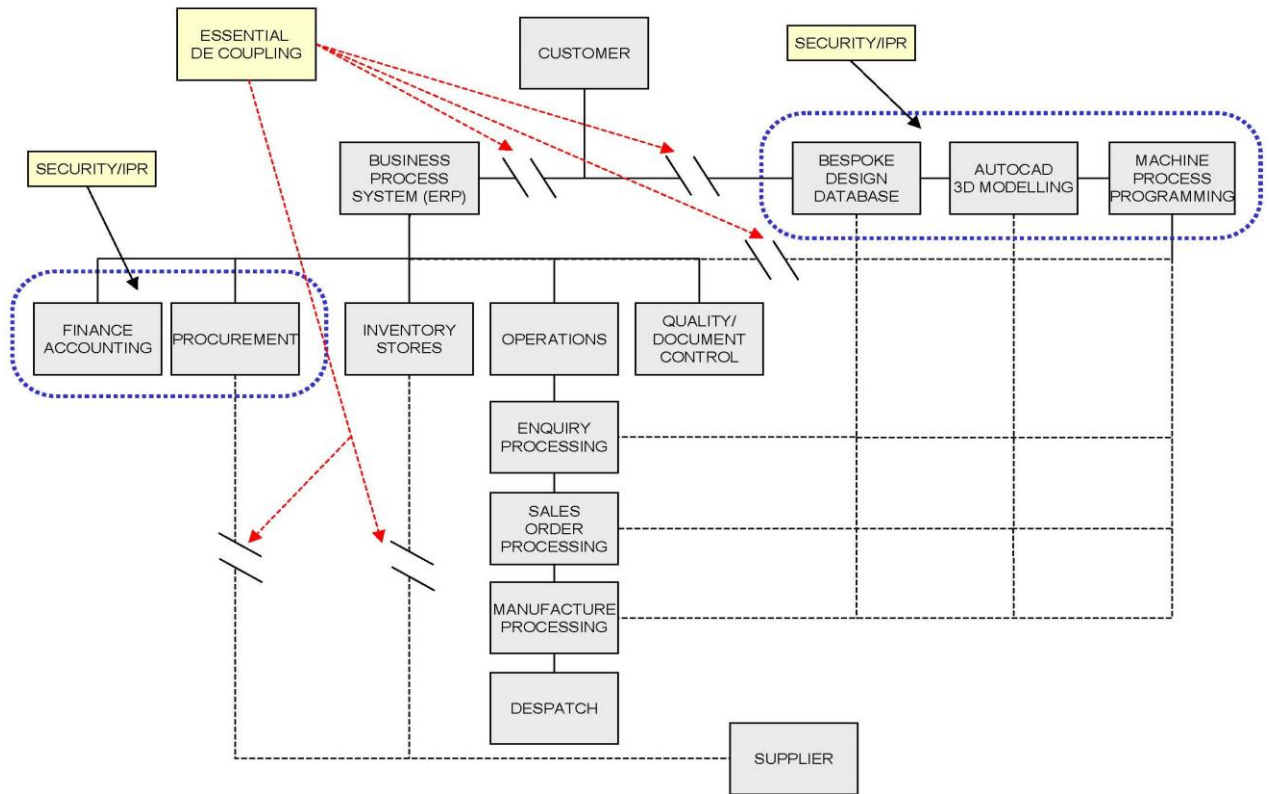 ESSENTIAL
DE COUPLING
CUSTOMER
SECURITY/IPR
SECURITY/IPR
BUSINESS
PROCESS
SYSTEM (ERP)
BESPOKE
DESIGN
DATABASE
AUTOCAD
3D MODELLING
MACHINE
PROCESS
PROGRAMMING
FINANCE
ACCOUNTING
PROCUREMENT
INVENTORY
STORES
OPERATIONS
QUALITY/
DOCUMENT
CONTROL
ENQUIRY
PROCESSING
SALES
ORDER
PROCESSING
MANUFACTURE
PROCESSING
DESPATCH
SUPPLIER